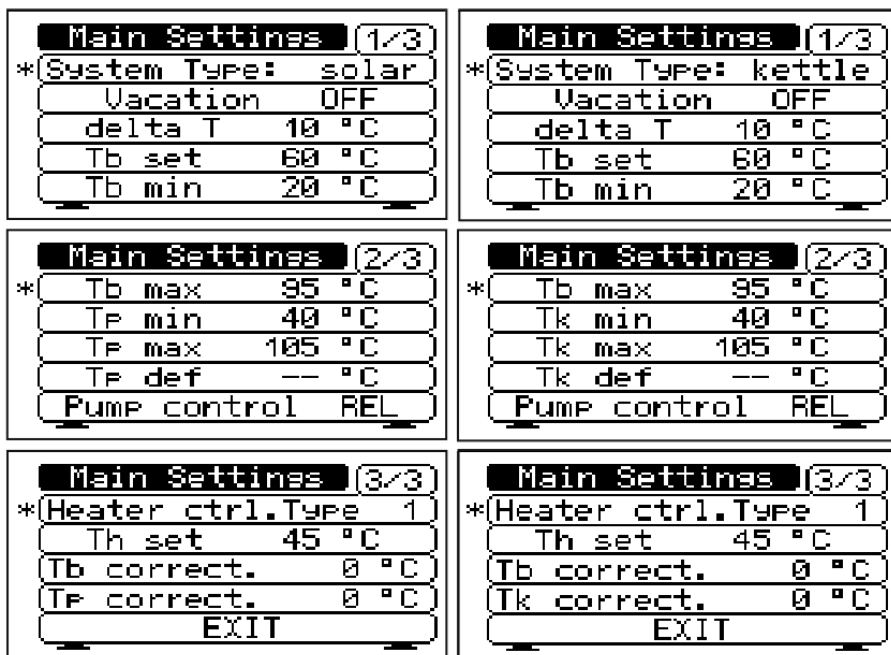 Main Settings 1/3
*System Type: solar
Vacation OFF
delta T 10 °C
Tb set 60 °C
Tb min 20 °C
Main Settings 1/3
*System Type: kettle
Vacation OFF
delta T 10 °C
Tb set 60 °C
Tb min 20 °C
Main Settings 2/3
* Tb max 95 °C
Tp min 40 °C
Tp max 105 °C
Tp def -- °C
Pump control REL
Main Settings 2/3
* Tb max 95 °C
Tk min 40 °C
Tk max 105 °C
Tk def -- °C
Pump control REL
Main Settings 3/3
*Heater ctrl.Type 1
Th set 45 °C
Tb correct. 0 °C
Tp correct. 0 °C
EXIT
Main Settings 3/3
*Heater ctrl.Type 1
Th set 45 °C
Tb correct. 0 °C
Tk correct. 0 °C
EXIT